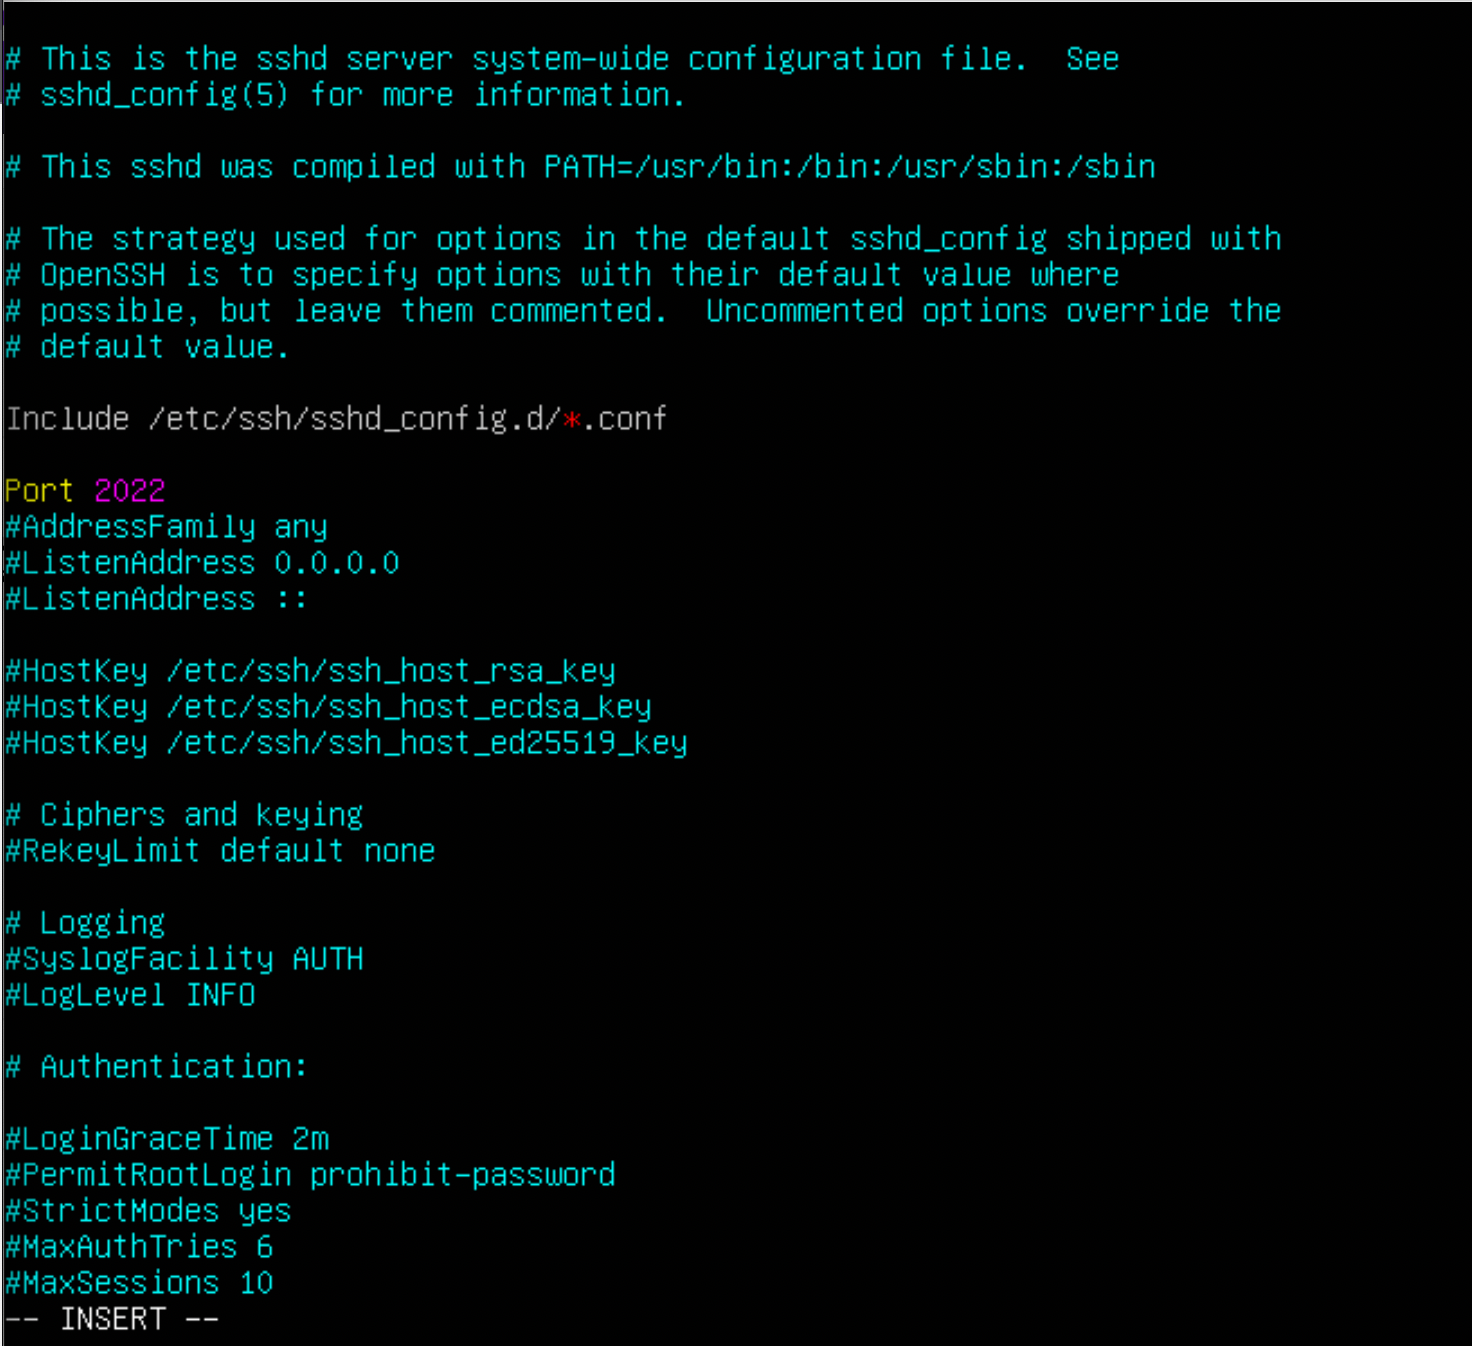 # This is the sshd server system-wide configuration file.  See
# sshd_config(5) for more information.
# This sshd was compiled with PATH=/usr/bin:/bin:/usr/sbin:/sbin
# The strategy used for options in the default sshd_config shipped with
# OpenSSH is to specify options with their default value where
# possible, but leave them commented.  Uncommented options override the
# default value.
Include /etc/ssh/sshd_config.d/*.conf
Port 2022
#AddressFamily any
#ListenAddress 0.0.0.0
#ListenAddress ::
#HostKey /etc/ssh/ssh_host_rsa_key
#HostKey /etc/ssh/ssh_host_ecdsa_key
#HostKey /etc/ssh/ssh_host_ed25519_key
# Ciphers and keying
#RekeyLimit default none
# Logging
#SyslogFacility AUTH
#LogLevel INFO
# Authentication:
#LoginGraceTime 2m
#PermitRootLogin prohibit-password
#StrictModes yes
#MaxAuthTries 6
#MaxSessions 10
-- INSERT --